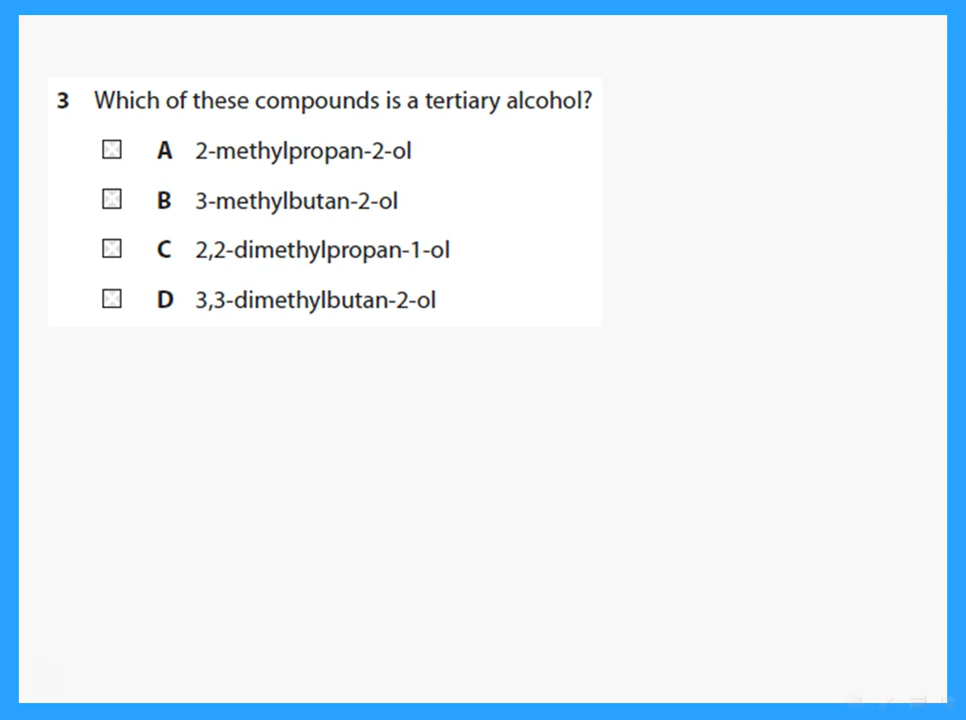 3 Which of these compounds is a tertiary alcohol?
A 2-methylpropan-2-ol
B 3-methylbutan-2-ol
C 2,2-dimethylpropan-1-ol
D 3,3-dimethylbutan-2-ol